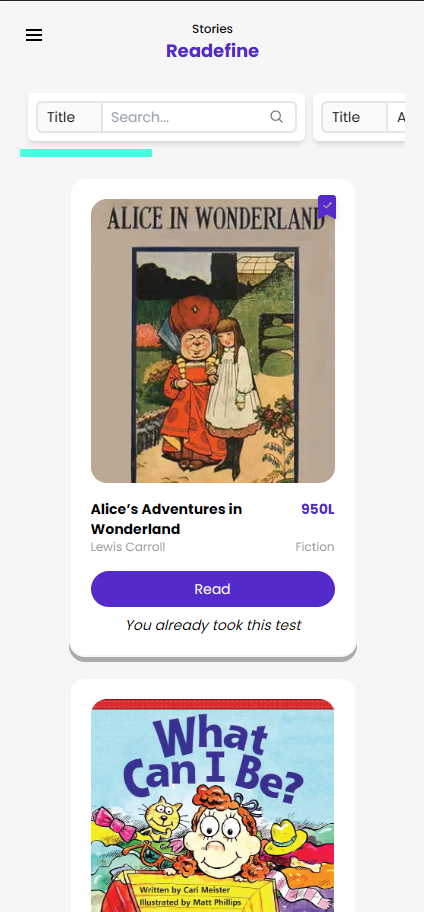 Stories
Readefine
Title
Search...
Title
A
ALICE IN WONDERLAND
Alice's Adventures in
Wonderland
950L
Lewis Carroll
Fiction
Read
You already took this test
What
Can I Be?
Written by Cari Meister
Illustrated by Matt Phillips